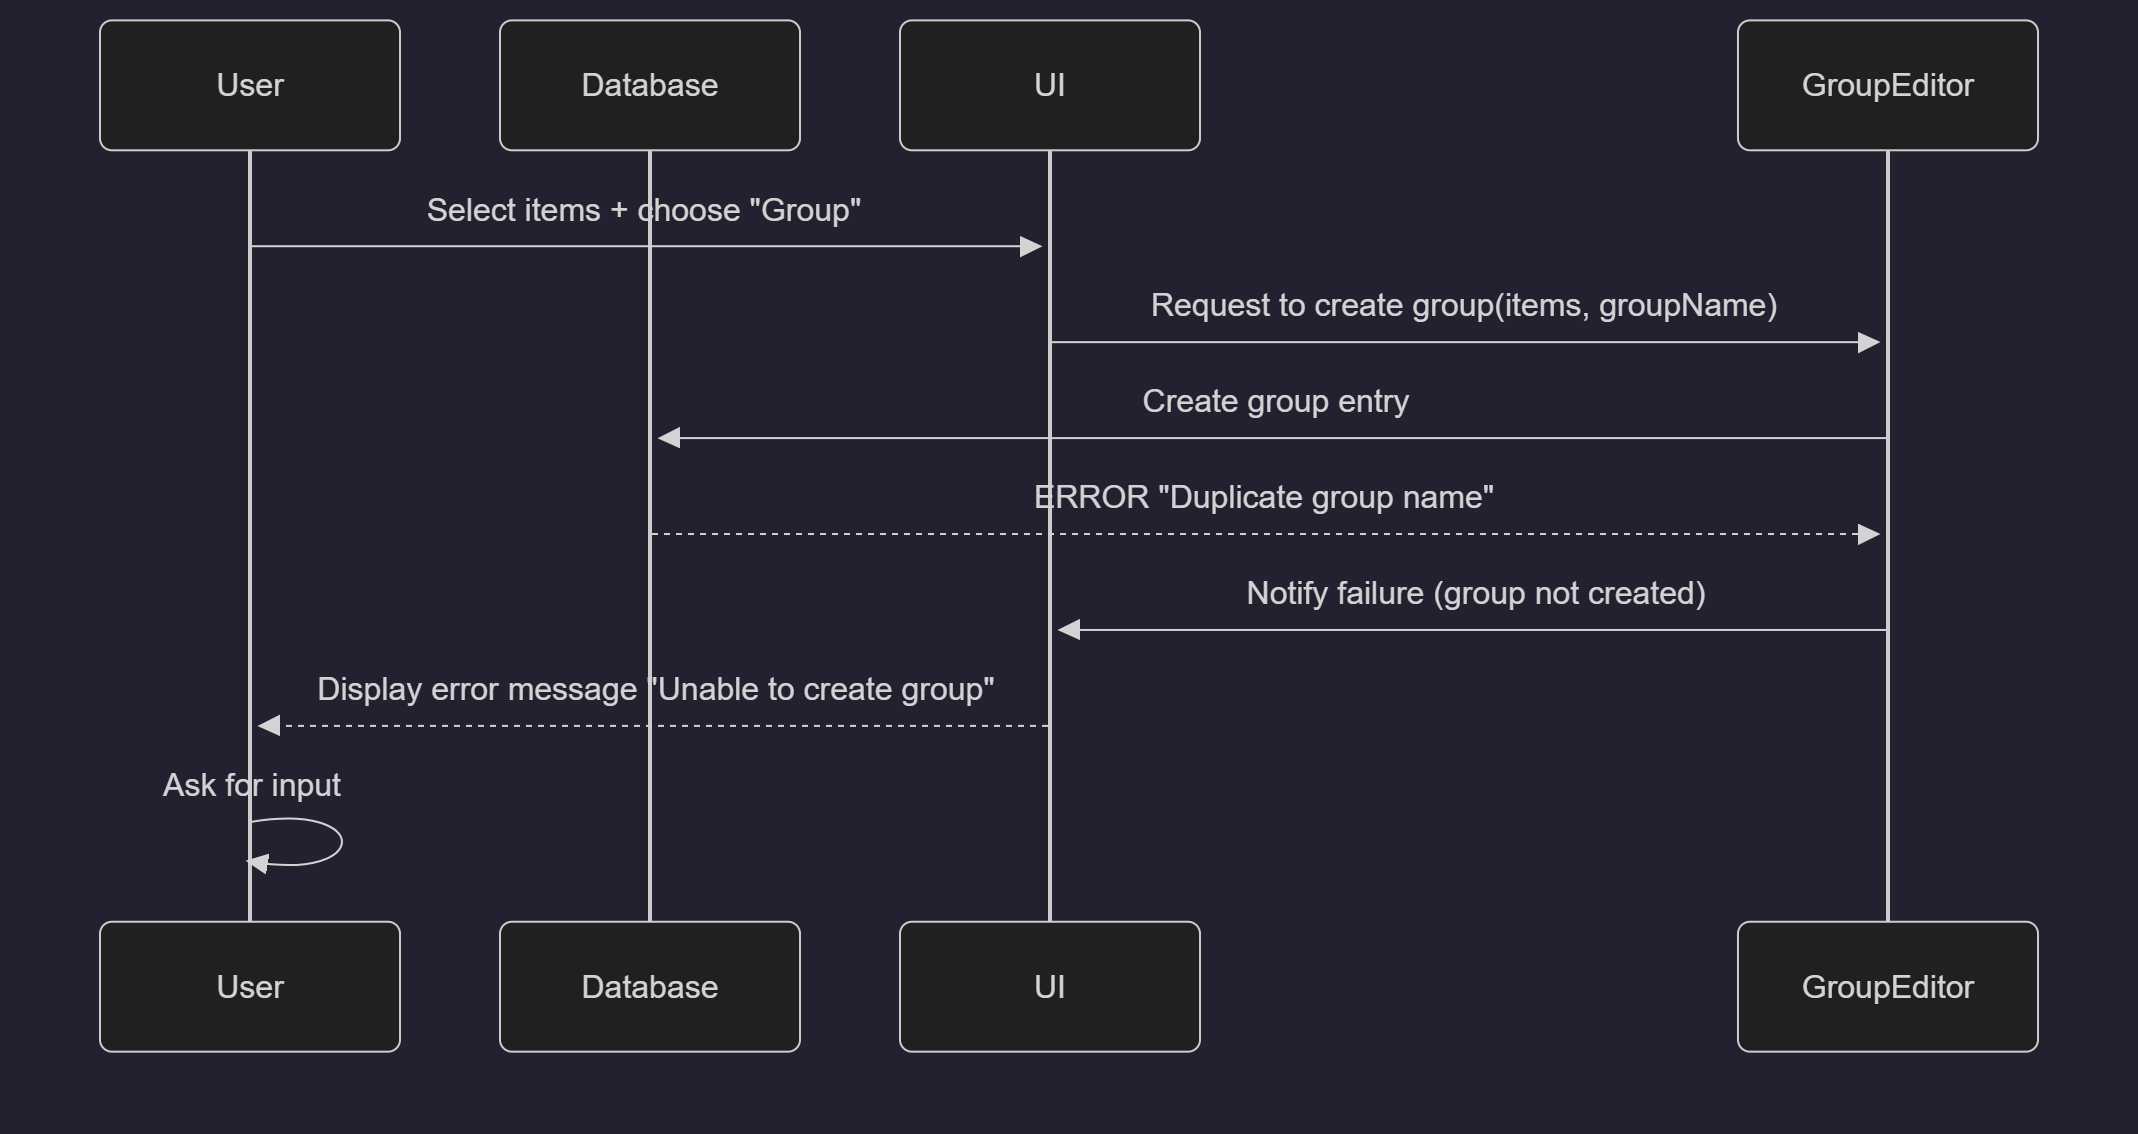 User
Database
UI
GroupEditor
Select items + choose "Group"
Request to create group(items, groupName)
Create group entry
ERROR "Duplicate group name"
Notify failure (group not created)
Display error message "Unable to create group"
Ask for input
User
Database
UI
GroupEditor